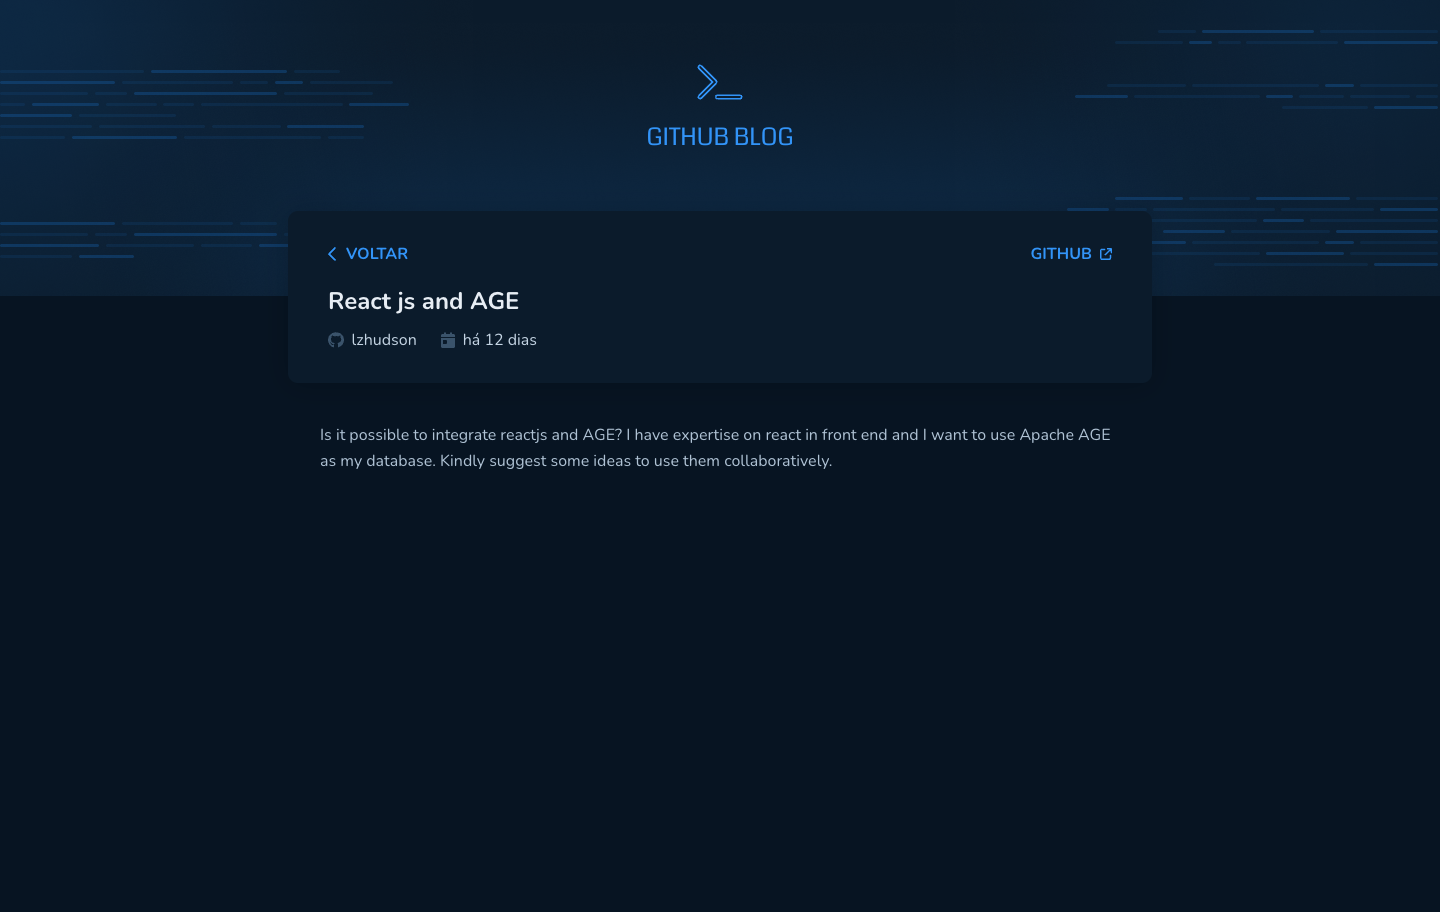 GITHUB BLOG
VOLTAR
GITHUB
React js and AGE
lzhudson
há 12 dias
Is it possible to integrate reactjs and AGE? I have expertise on react in front end and I want to use Apache AGE
as my database. Kindly suggest some ideas to use them collaboratively.